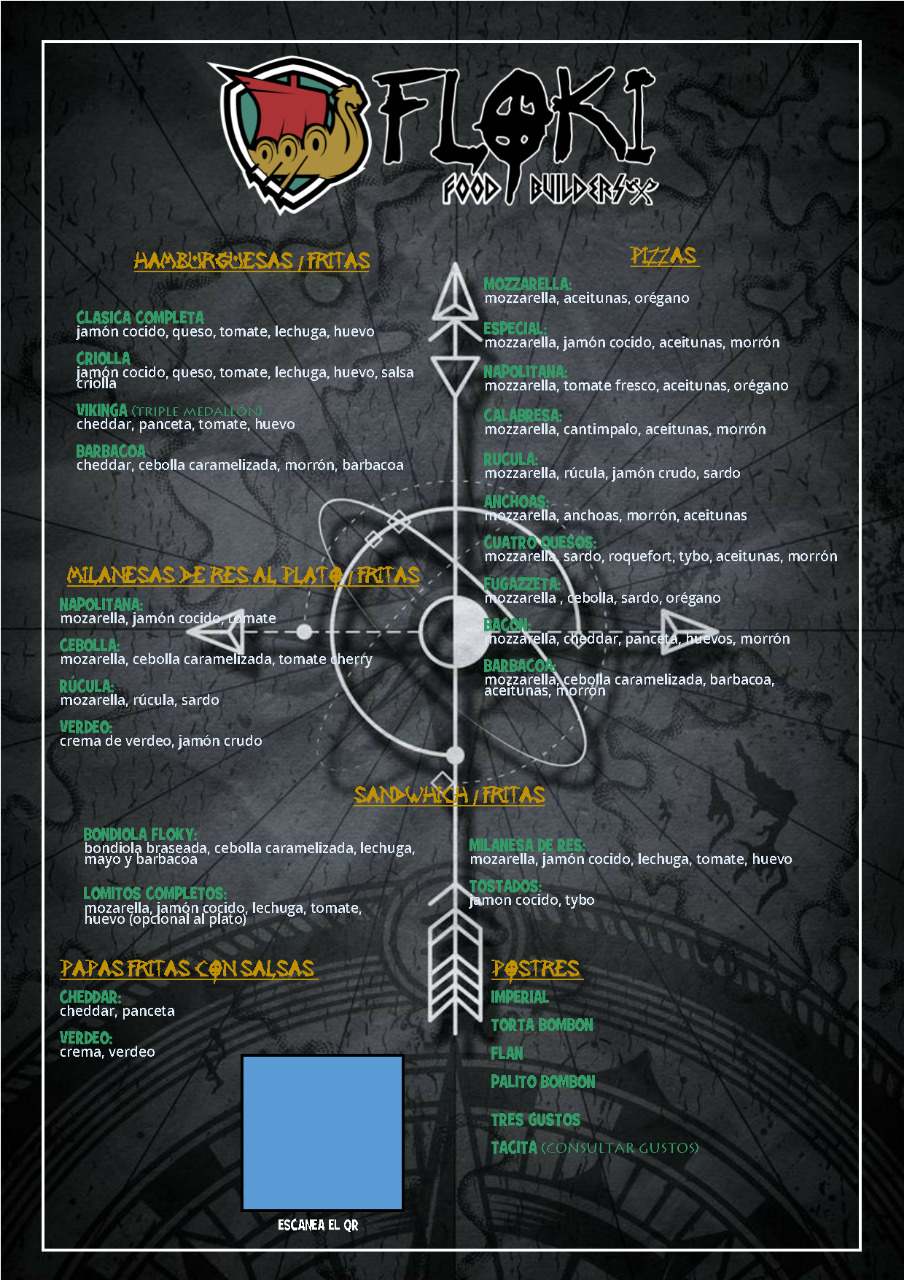 FLOKI
FOOD BUILDERS
HAMBURGUESAS / FRITAS
CLASICA COMPLETA
jamón cocido, queso, tomate, lechuga, huevo
CRIOLLA
jamón cocido, queso, tomate, lechuga, huevo, salsa
criolla
VIKINGA (TRIPLE MEDALLÓN)
cheddar, panceta, tomate, huevo
BARBACOA
cheddar, cebolla caramelizada, morrón, barbacoa
PIZZAS
MOZZARELLA:
mozzarella, aceitunas, orégano
ESPECIAL:
mozzarella, jamón cocido, aceitunas, morrón
NAPOLITANA:
mozzarella, tomate fresco, aceitunas, orégano
CALABRESA:
mozzarella, cantimpalo, aceitunas, morrón
RUCULA:
mozzarella, rúcula, jamón crudo, sardo
ANCHOAS:
mozzarella, anchoas, morrón, aceitunas
CUATRO QUESOS:
mozzarella, sardo, roquefort, tybo, aceitunas, morrón
FUGAZZETA:
mozzarella , cebolla, sardo, orégano
BACON:
mozzarella, cheddar, panceta, huevos, morrón
BARBACOA:
mozzarella, cebolla caramelizada, barbacoa,
aceitunas, morrón
MILANESAS DE RES AL PLATO / FRITAS
NAPOLITANA:
mozarella, jamón cocido, tomate
CEBOLLA:
mozarella, cebolla caramelizada, tomate cherry
RÚCULA:
mozarella, rúcula, sardo
VERDEO:
crema de verdeo, jamón crudo
SANDWHICH / FRITAS
BONDIOLA FLOKY:
bondiola braseada, cebolla caramelizada, lechuga,
mayo y barbacoa
LOMITOS COMPLETOS:
mozarella, jamón cocido, lechuga, tomate,
huevo (opcional al plato)
MILANESA DE RES:
mozarella, jamón cocido, lechuga, tomate, huevo
TOSTADOS:
jamon cocido, tybo
PAPAS FRITAS CON SALSAS
CHEDDAR:
cheddar, panceta
VERDEO:
crema, verdeo
POSTRES
IMPERIAL
TORTA BOMBON
FLAN
PALITO BOMBON
TRES GUSTOS
TACITA (CONSULTAR GUSTOS)
ESCANEA EL QR